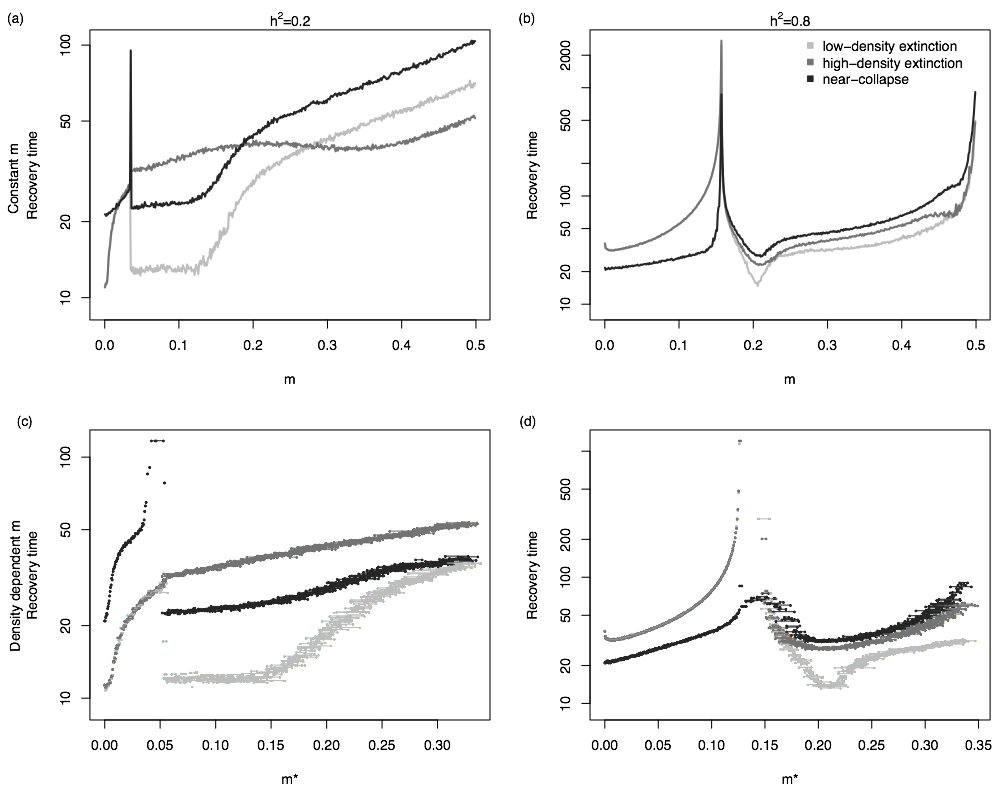 (a)
h²=0.2
Constant m
Recovery time
100
50
20
10
0.0 0.1 0.2 0.3 0.4 0.5
m
(b)
h²=0.8
low−density extinction
high−density extinction
near−collapse
Recovery time
2000
500
100
50
20
10
0.0 0.1 0.2 0.3 0.4 0.5
m
(c)
Density dependent m
Recovery time
100
50
20
10
0.00 0.05 0.10 0.15 0.20 0.25 0.30
m*
(d)
Recovery time
500
200
100
50
20
10
0.00 0.05 0.10 0.15 0.20 0.25 0.30 0.35
m*